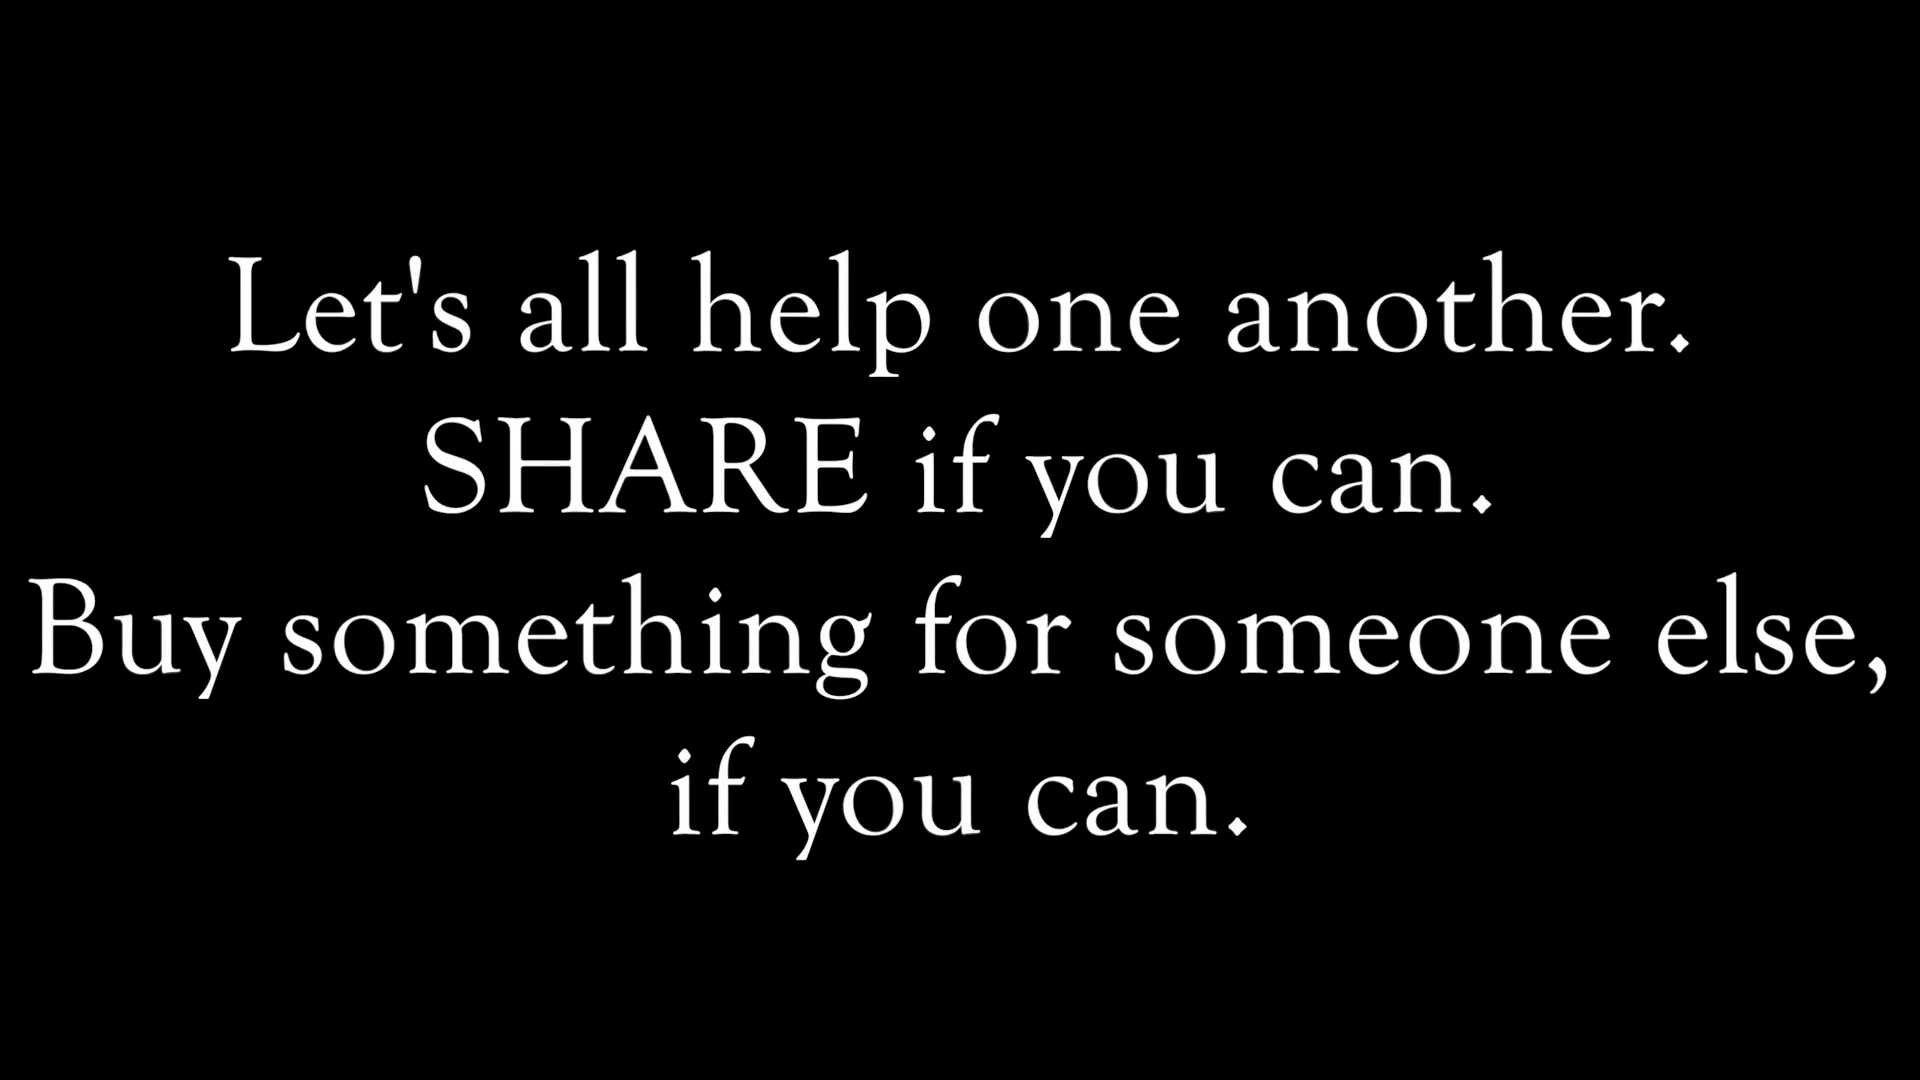 Let's all help one another.
SHARE if you can.
Buy something for someone else,
if you can.